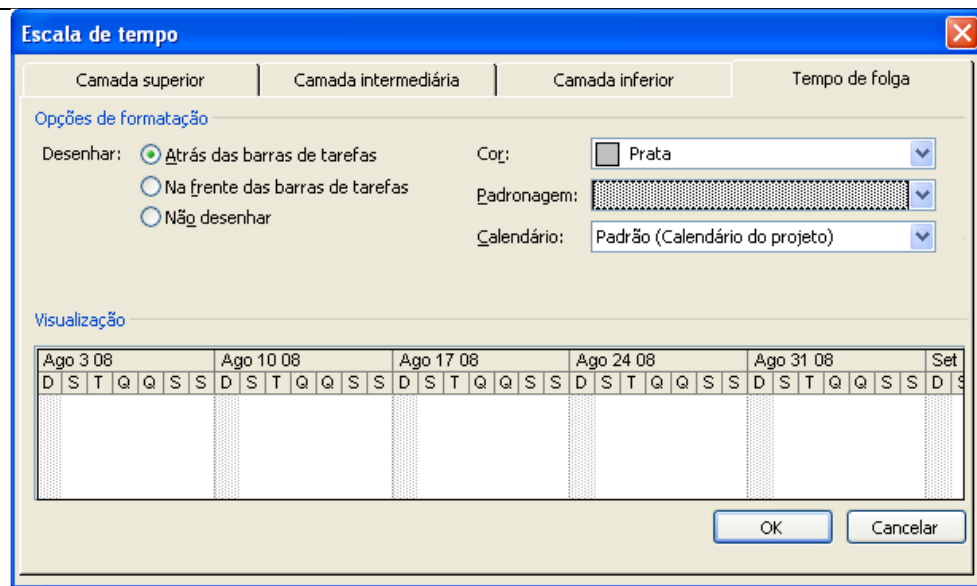 Escala de tempo
Camada superior Camada intermediária Camada inferior Tempo de folga
Opções de formatação
Desenhar: Atrás das barras de tarefas Cor: Prata
Na frente das barras de tarefas Padronagem:
Não desenhar Calendário: Padrão (Calendário do projeto)
Visualização
Ago 3 08 Ago 10 08 Ago 17 08 Ago 24 08 Ago 31 08 Set
D S T Q Q S S D S T Q Q S S D S T Q Q S S D S T Q Q S S D S T Q Q S S D S
OK Cancelar